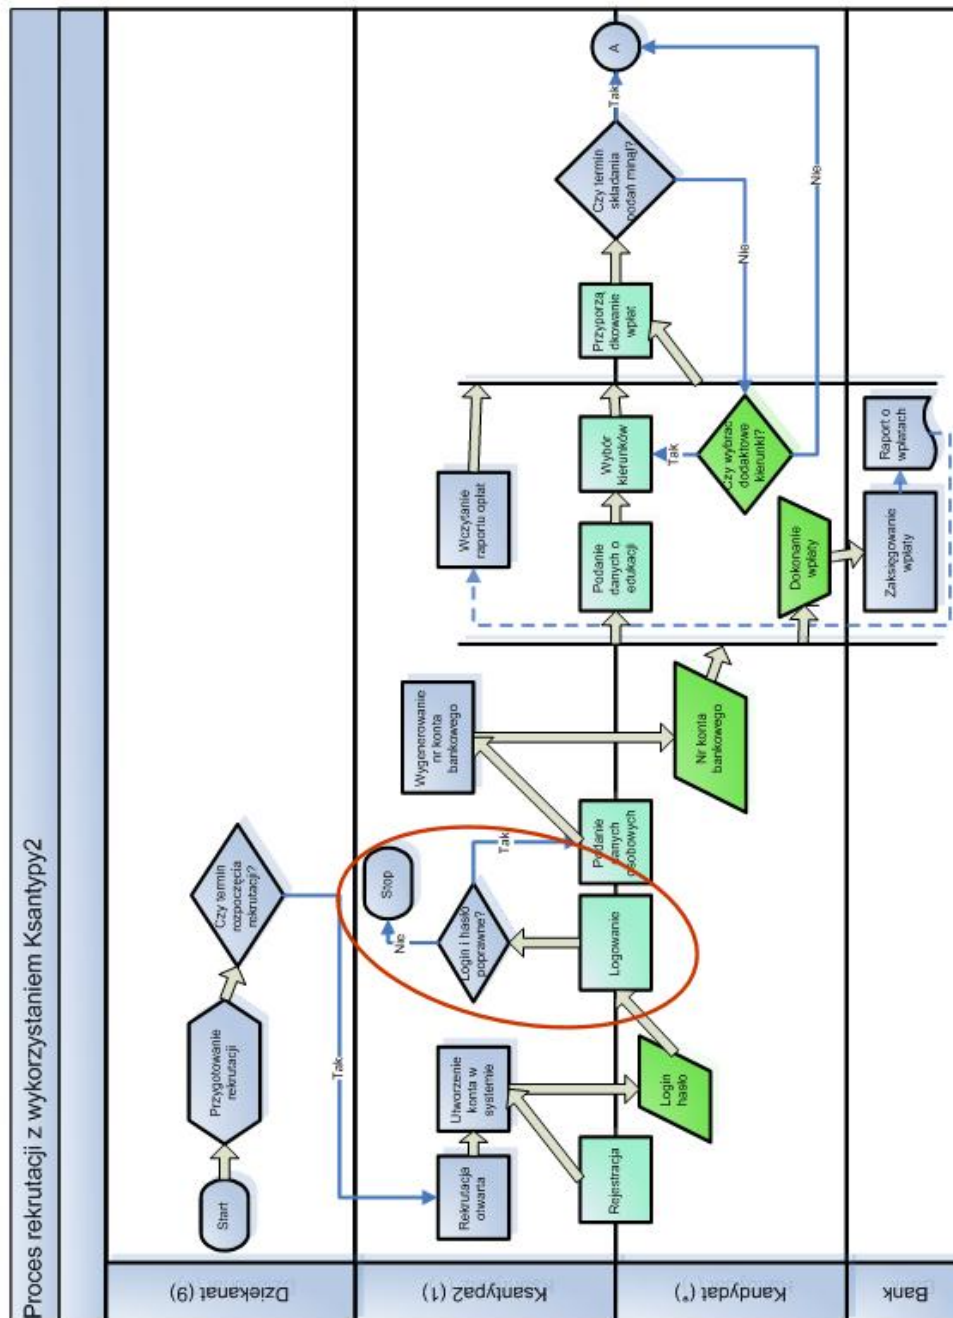 Proces rekrutacji z wykorzystaniem Ksantypy2
Dziekanat (9)
Start
Przygotowanie
rekrutacji
Czy termin
rozpoczęcia
rekrutacji?
Tak
Ksantypa2 (1)
Rekrutacja
otwarta
Utworzenie
konta w
systemie
Login i hasło
poprawne?
Nie
Stop
Tak
Wygenerowanie
nr konta
bankowego
Wczytanie
raportu opłat
Rejestracja
Logowanie
Podanie
danych
osobowych
Podanie
danych o
edukacji
Wybór
kierunków
Przyporzą
dkowanie
wpłat
Czy termin
składania
podań minął?
Tak
A
Kandydat (*)
Login
hasło
Nr konta
bankowego
Dokonanie
wpłaty
Czy wybrać
dodaktowe
kierunki?
Tak
Nie
Nie
Bank
Zaksięgowanie
wpłaty
Raport o
wpłatach